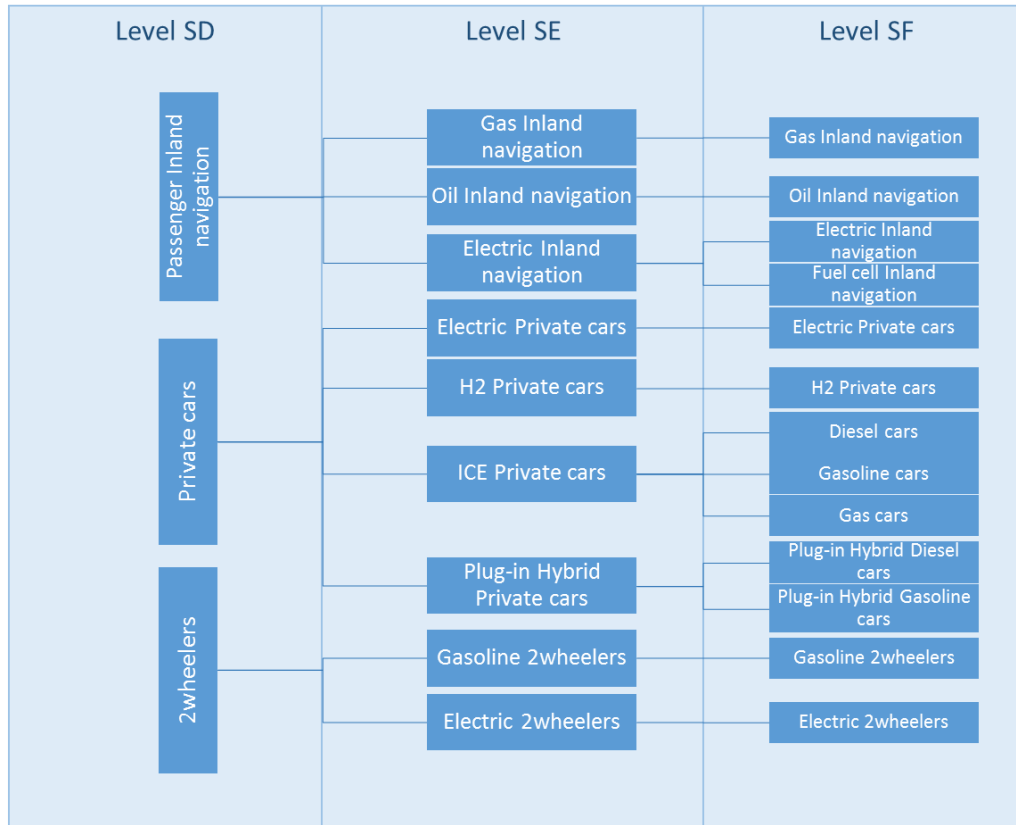 Level SD
Level SE
Level SF
Passenger Inland
navigation
Gas Inland
navigation
Gas Inland navigation
Oil Inland navigation
Oil Inland navigation
Electric Inland
navigation
Electric Inland
navigation
Fuel cell Inland
navigation
Private cars
Electric Private cars
Electric Private cars
H2 Private cars
H2 Private cars
ICE Private cars
Diesel cars
Gasoline cars
Gas cars
Plug-in Hybrid
Private cars
Plug-in Hybrid Diesel
cars
Plug-in Hybrid Gasoline
cars
2wheelers
Gasoline 2wheelers
Gasoline 2wheelers
Electric 2wheelers
Electric 2wheelers